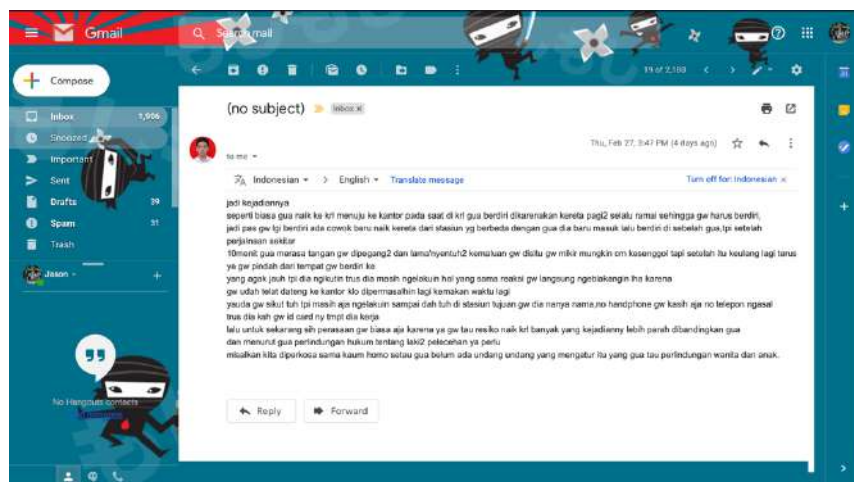 Gmail
Search mail
Compose
19 of 2,188
Inbox 1,906
Snoozed
Important
Sent
Drafts 39
Spam 31
Trash
Jason
No Hangouts contacts
(no subject)
Inbox x
Thu, Feb 27, 3:47 PM (4 days ago)
to me
Indonesian > English Translate message Turn off for: Indonesian x
jadi kejadiannya
seperti biasa gua naik ke krl menuju ke kantor pada saat di krl gua berdiri dikarenakan kereta pagi2 selalu ramai sehingga gw harus berdiri,
jadi pas gw lgi berdiri ada cowok baru naik kereta dari stasiun yg berbeda dengan gua dia baru masuk lalu berdiri di sebelah gua,tpi setelah
perjalnaan sekitar
10menit gua merasa tangan gw dipegang2 dan lama'nyentuh2 kemaluan gw disitu gw mikir mungkin cm kesenggol tapi setelah itu keulang lagi terus
ya gw pindah dari tempat gw berdiri ke
yang agak jauh tpi dia ngikutin trus dia masih ngelakuin hal yang sama reaksi gw langsung ngebiakangin iha karena
gw udah telat dateng ke kantor klo dipermasalhin lagi kemakan waktu lagi
yauda gw sikut tuh tpi masih aja ngelakuin sampai dah tuh di stasiun tujuan gw dia nanya nama,no handphone gw kasih aja no telepon ngasal
trus dia kah gw id card ny tmpt dia kerja
lalu untuk sekarang sih perasaan gw biasa aja karena ya gw tau resiko naik krl banyak yang kejadianny lebih parah dibandingkan gua
dan menurut gua perlindungan hukum tentang laki2 pelecehan ya perlu
misalkan kita diperkosa sama kaum homo setau gua belum ada undang undang yang mengatur itu yang gua tau perlindungan wanita dan anak.
Reply
Forward